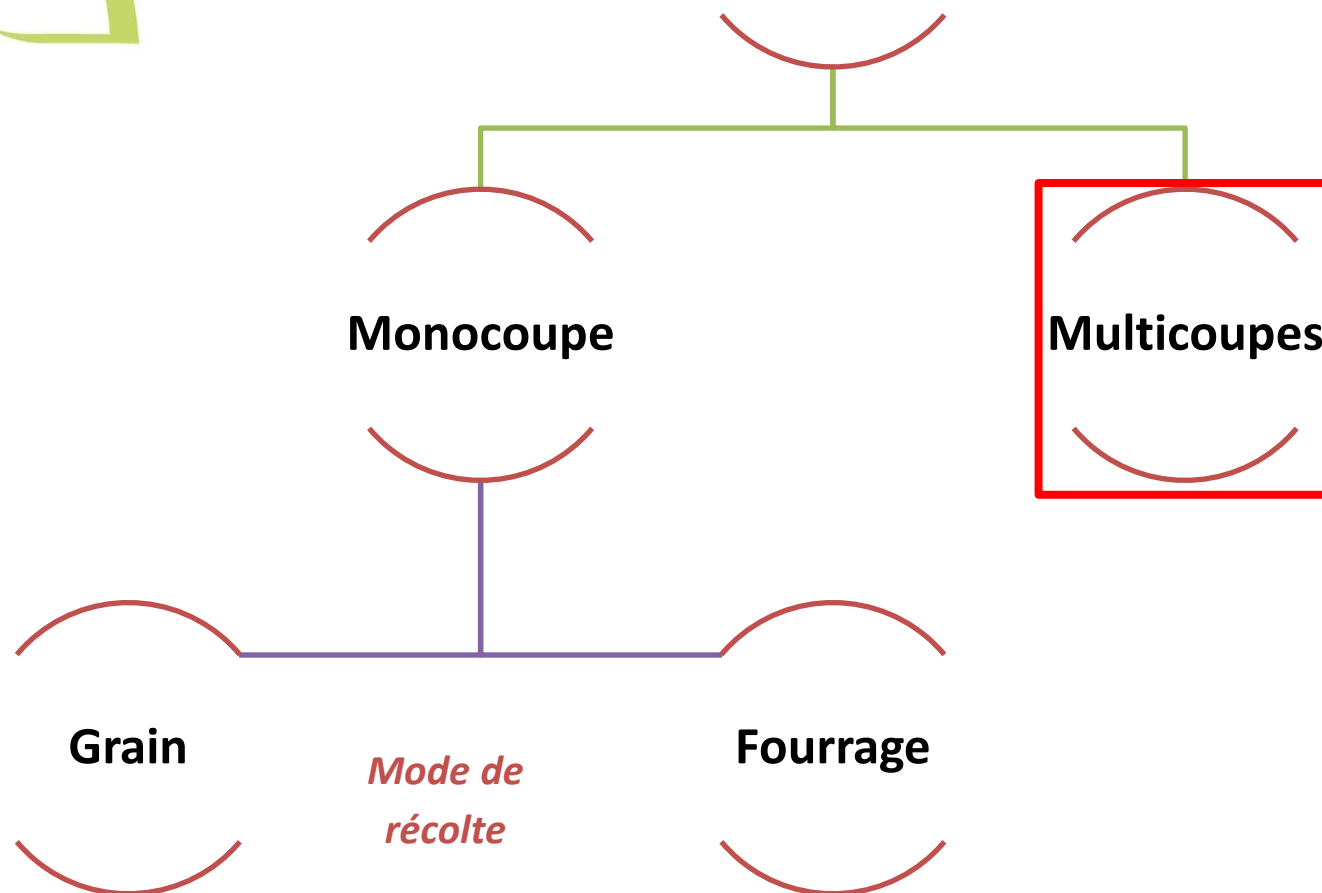 Monocoupe
Multicoupes
Grain
Fourrage
Mode de
récolte